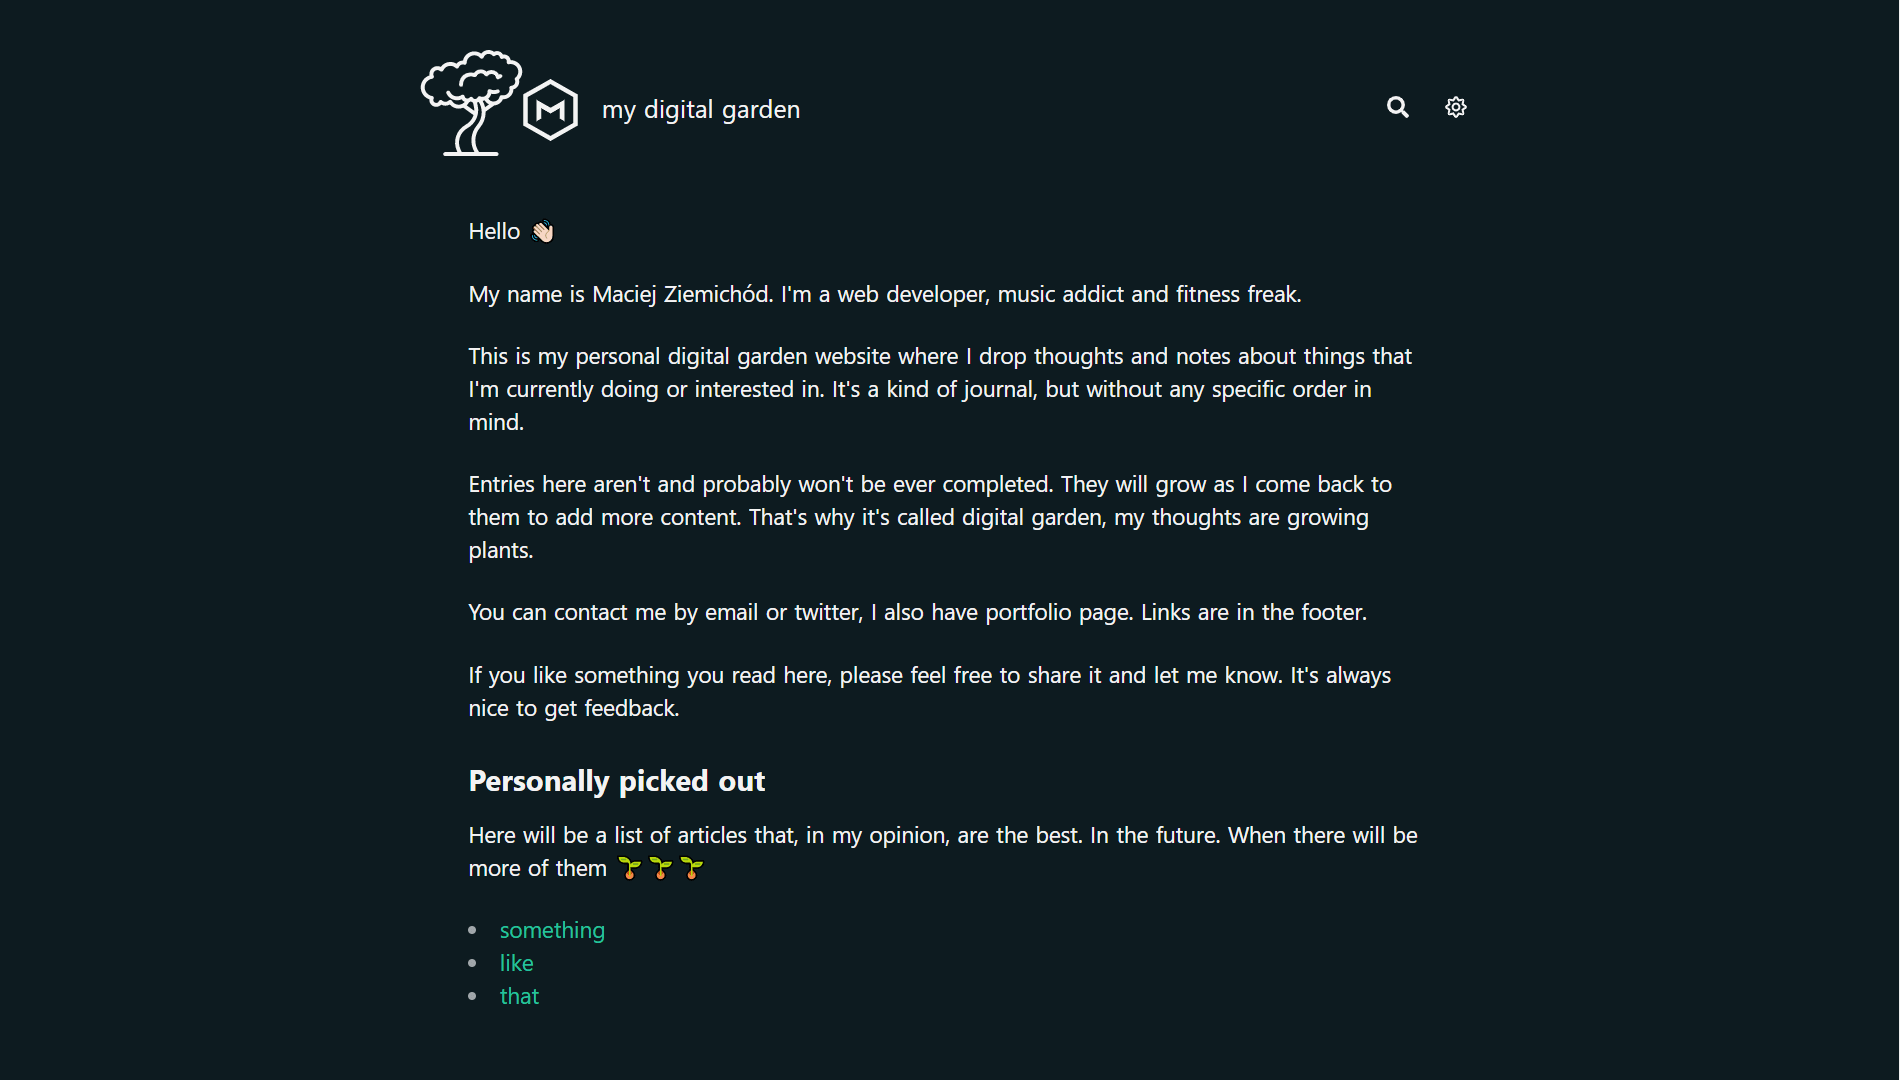 my digital garden
Hello 👋🏻
My name is Maciej Ziemichód. I'm a web developer, music addict and fitness freak.
This is my personal digital garden website where I drop thoughts and notes about things that
I'm currently doing or interested in. It's a kind of journal, but without any specific order in
mind.
Entries here aren't and probably won't be ever completed. They will grow as I come back to
them to add more content. That's why it's called digital garden, my thoughts are growing
plants.
You can contact me by email or twitter, I also have portfolio page. Links are in the footer.
If you like something you read here, please feel free to share it and let me know. It's always
nice to get feedback.
Personally picked out
Here will be a list of articles that, in my opinion, are the best. In the future. When there will be
more of them 🌱🌱🌱
• something
• like
• that